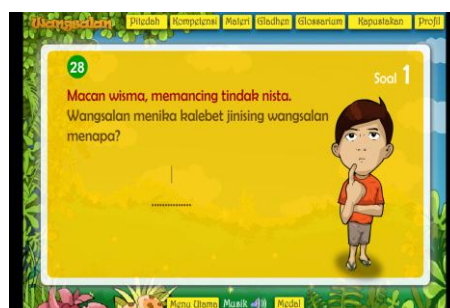 Wangsalan Pitedah Kompetensi Materi Gladhen Glossarium Kapustakan Profil
28
Soal 1
Macan wisma, memancing tindak nista.
Wangsalan menika kalebet jinising wangsalan
menapa?
...............
Menu Utama Musik Medal